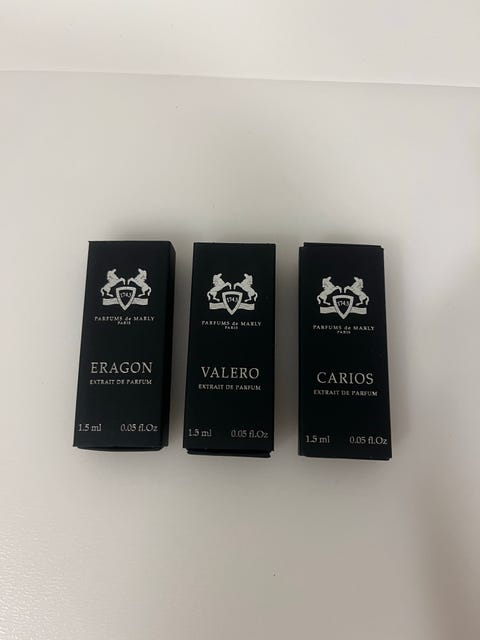 1743
PARFUMS de MARLY
PARIS
ERAGON
EXTRAIT DE PARFUM
1.5 ml 0.05 fl.Oz
1743
PARFUMS de MARLY
PARIS
VALERO
EXTRAIT DE PARFUM
1.5 ml 0.05 fl.Oz
1743
PARFUMS de MARLY
PARIS
CARIOS
EXTRAIT DE PARFUM
1.5 ml 0.05 fl.Oz